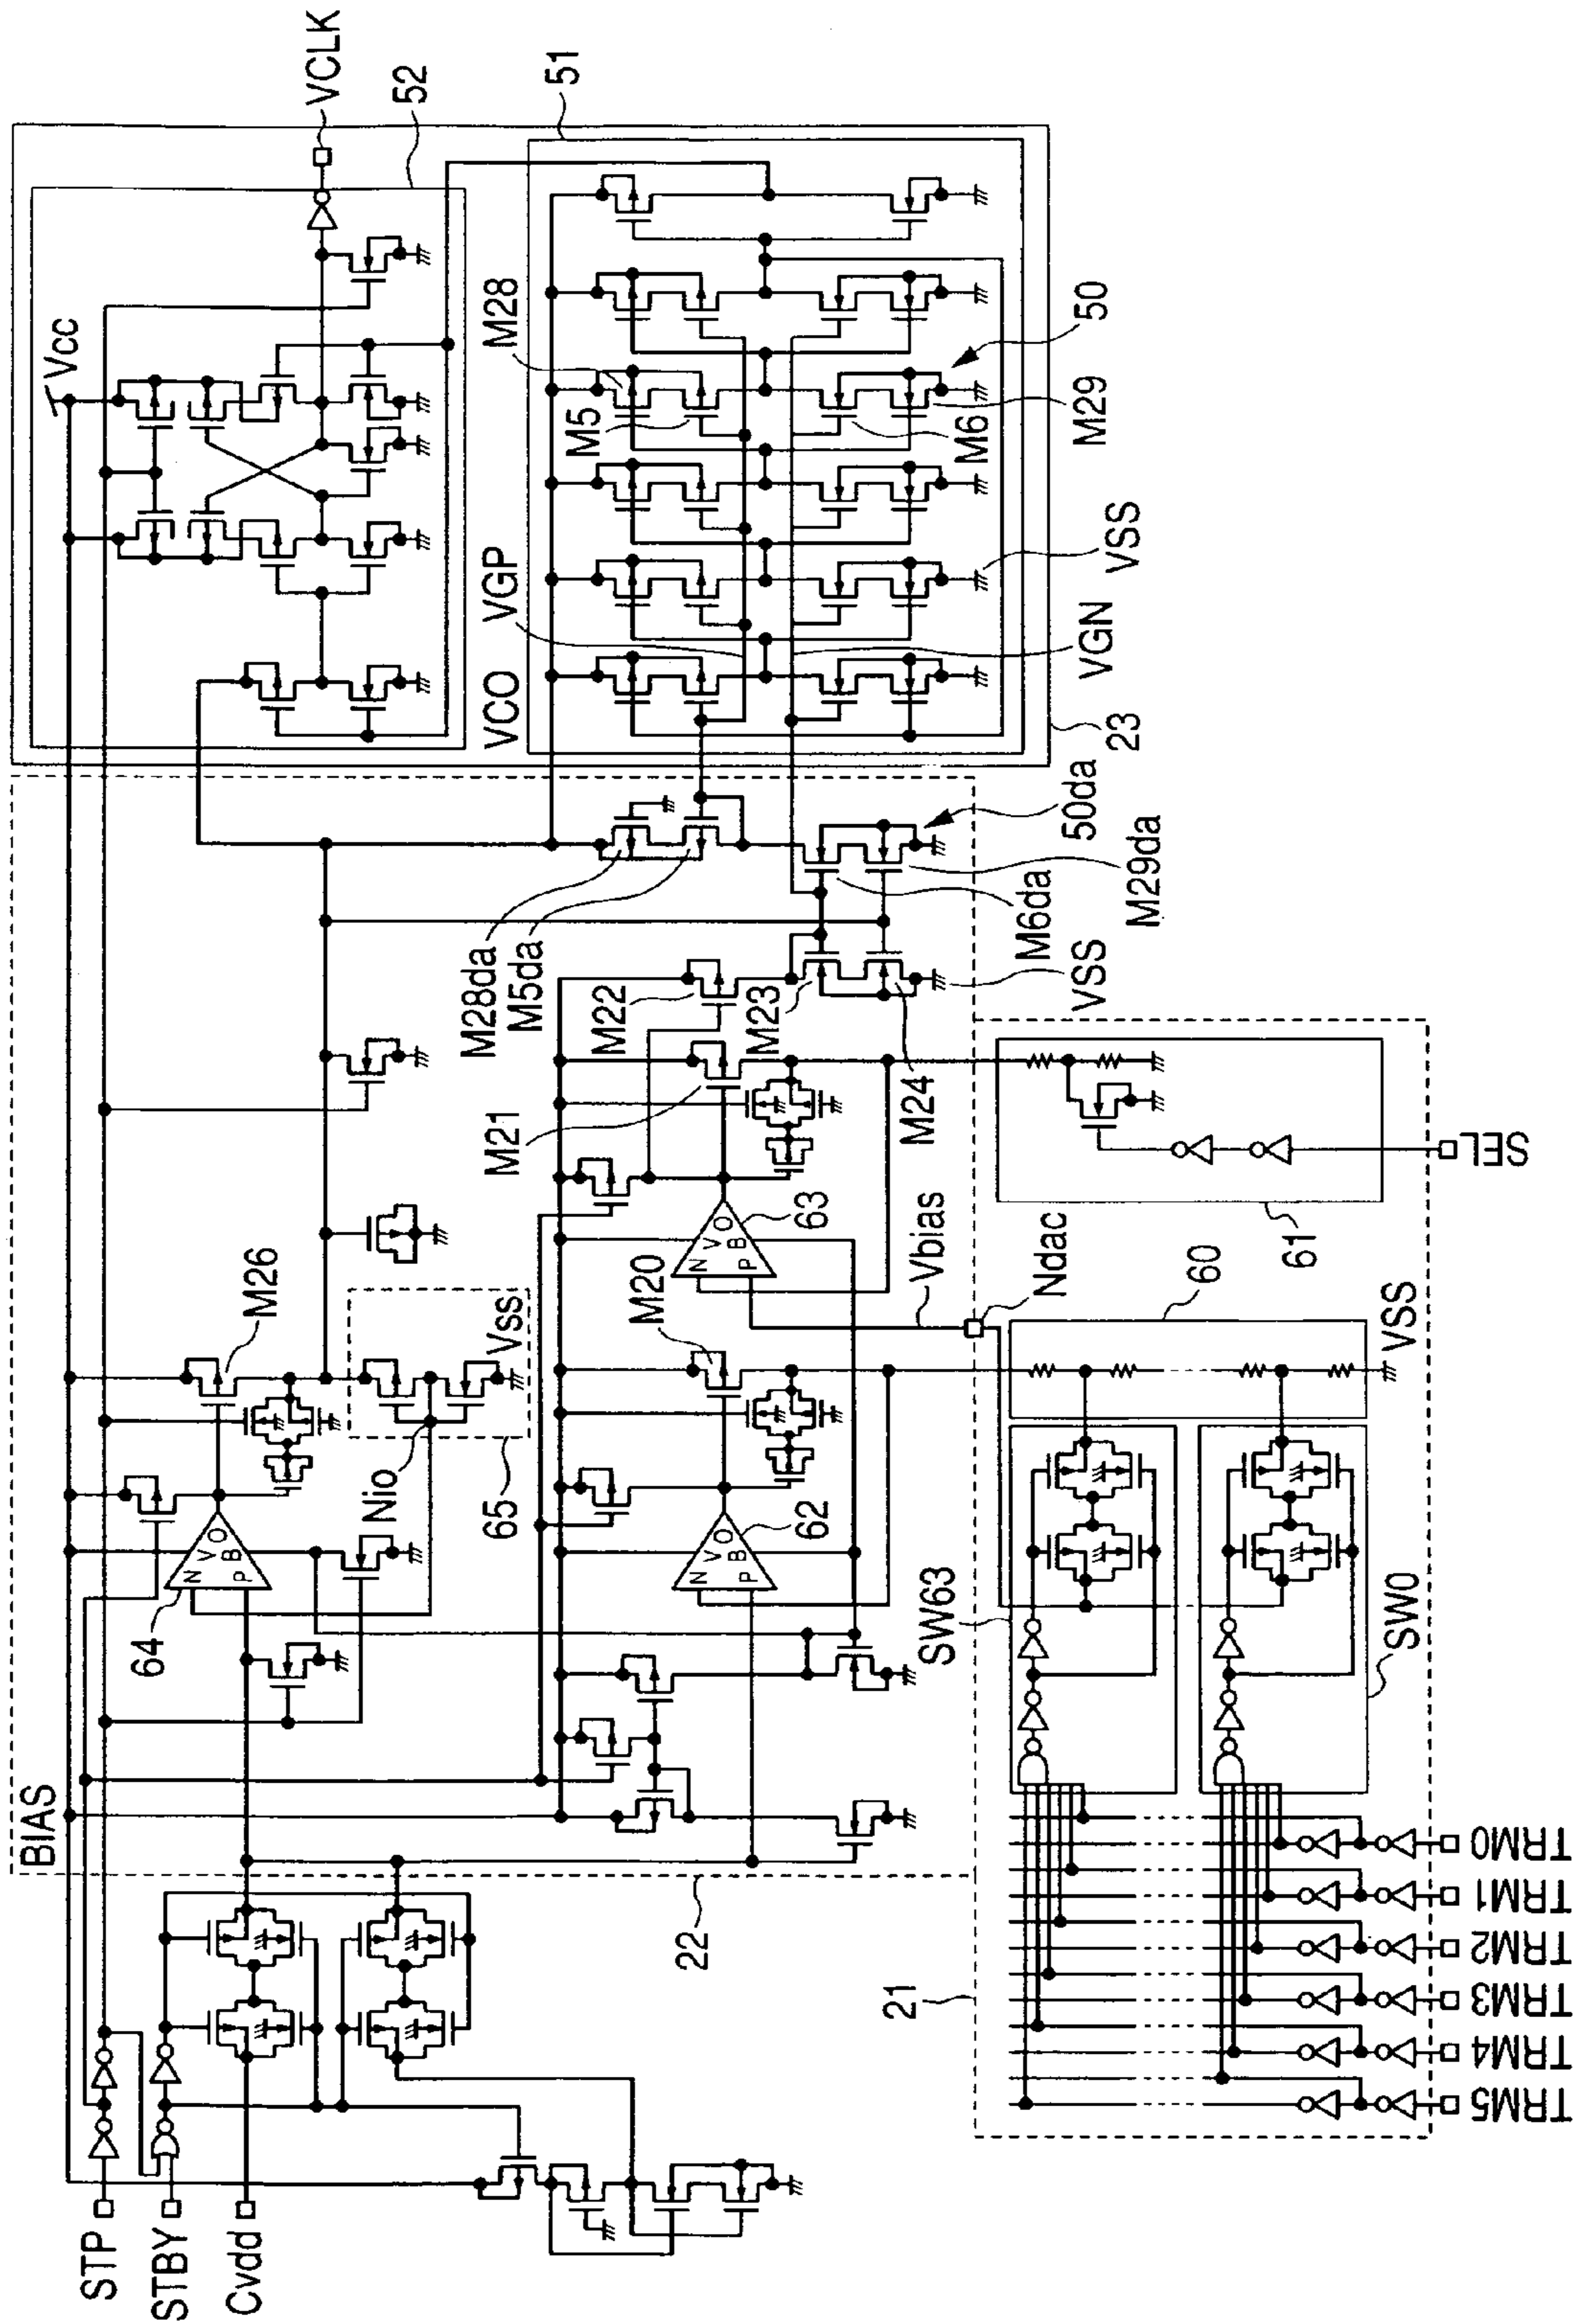 STP
STBY
Cvdd
BIAS
22
64
N
P
V
B
O
M26
Nio
65
Vss
62
N
P
V
B
O
M20
63
N
P
V
B
O
M21
M22
M23
M24
VSS
M28da
M5da
M6da
M29da
50da
Vbias
Ndac
Vcc
VCLK
52
51
VCO
VGP
VGN
VSS
M28
M5
M6
M29
50
23
21
SW63
SW0
60
VSS
61
SEL
TRM0
TRM1
TRM2
TRM3
TRM4
TRM5